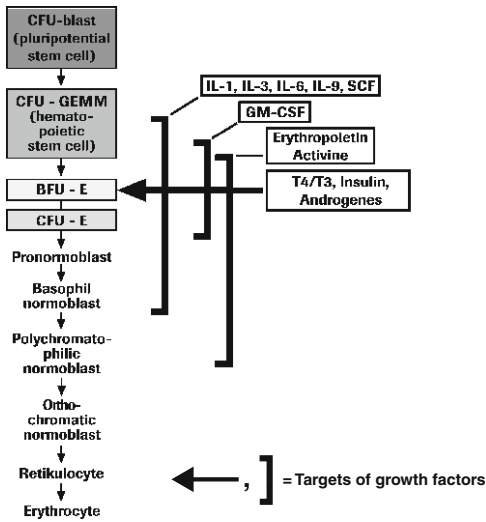 CFU-blast
(pluripotential
stem cell)
CFU - GEMM
(hemato-
poietic
stem cell)
BFU - E
CFU - E
Pronormoblast
Basophil
normoblast
Polychromato-
philic
normoblast
Ortho-
chromatic
normoblast
Retikulocyte
Erythrocyte
IL-1, IL-3, IL-6, IL-9, SCF
GM-CSF
Erythropoletin
Activine
T4/T3, Insulin,
Androgenes
, = Targets of growth factors